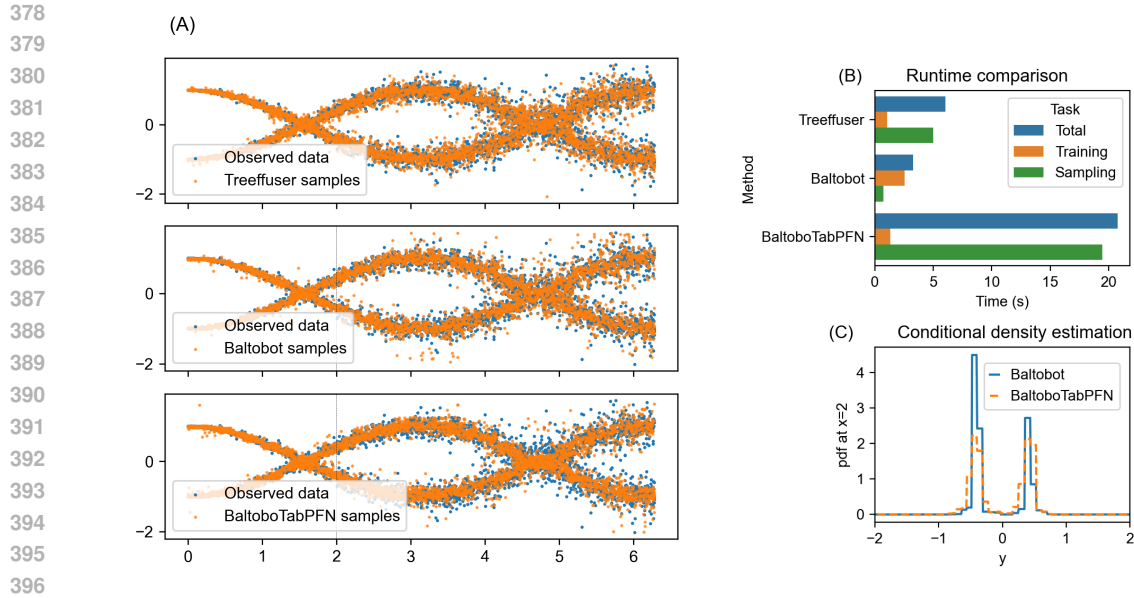 378
379
380
381
382
383
384
385
386
387
388
389
390
391
392
393
394
395
396
(A)
0
−2
Observed data
Treeffuser samples
0
−2
Observed data
Baltobot samples
0
−2
Observed data
BaltoboTabPFN samples
0 1 2 3 4 5 6
(B) Runtime comparison
Method
Treeffuser
Baltobot
BaltoboTabPFN
Task
Total
Training
Sampling
0 5 10 15 20
Time (s)
(C) Conditional density estimation
pdf at x=2
4
3
2
1
0
Baltobot
BaltoboTabPFN
−2 −1 0 1 2
y